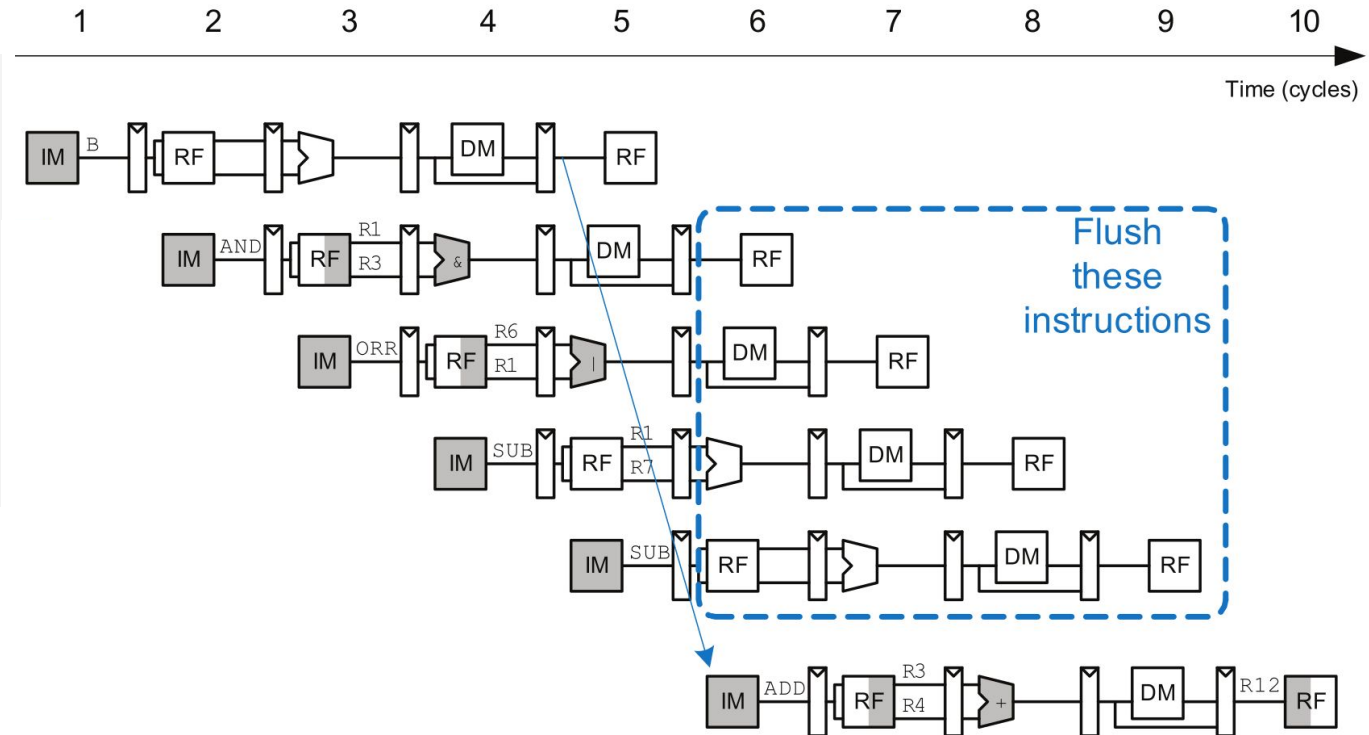 1 2 3 4 5 6 7 8 9 10
Time (cycles)
IM B RF DM RF
IM AND RF R1 R3 & DM RF
Flush
these
instructions
IM ORR RF R6 R1 | DM RF
IM SUB RF R1 R7 DM RF
IM SUB RF DM RF
IM ADD RF R3 R4 + DM R12 RF